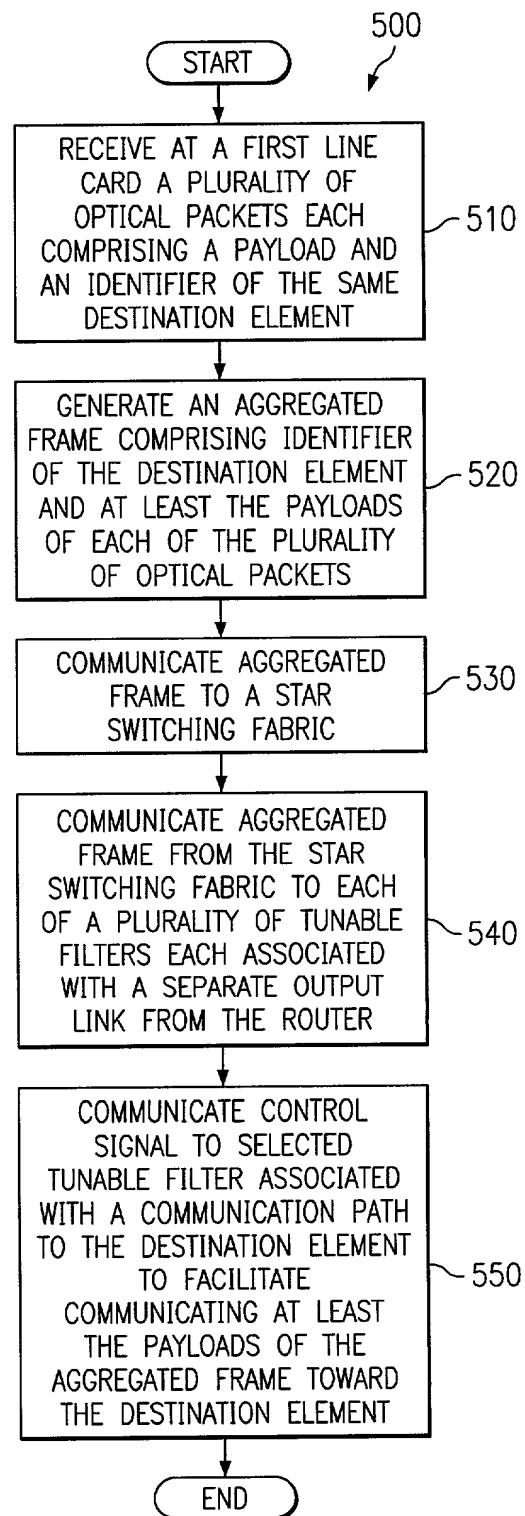 500
START
RECEIVE AT A FIRST LINE
CARD A PLURALITY OF
OPTICAL PACKETS EACH
COMPRISING A PAYLOAD AND
AN IDENTIFIER OF THE SAME
DESTINATION ELEMENT
510
GENERATE AN AGGREGATED
FRAME COMPRISING IDENTIFIER
OF THE DESTINATION ELEMENT
AND AT LEAST THE PAYLOADS
OF EACH OF THE PLURALITY
OF OPTICAL PACKETS
520
COMMUNICATE AGGREGATED
FRAME TO A STAR
SWITCHING FABRIC
530
COMMUNICATE AGGREGATED
FRAME FROM THE STAR
SWITCHING FABRIC TO EACH
OF A PLURALITY OF TUNABLE
FILTERS EACH ASSOCIATED
WITH A SEPARATE OUTPUT
LINK FROM THE ROUTER
540
COMMUNICATE CONTROL
SIGNAL TO SELECTED
TUNABLE FILTER ASSOCIATED
WITH A COMMUNICATION PATH
TO THE DESTINATION ELEMENT
TO FACILITATE
COMMUNICATING AT LEAST
THE PAYLOADS OF THE
AGGREGATED FRAME TOWARD
THE DESTINATION ELEMENT
550
END